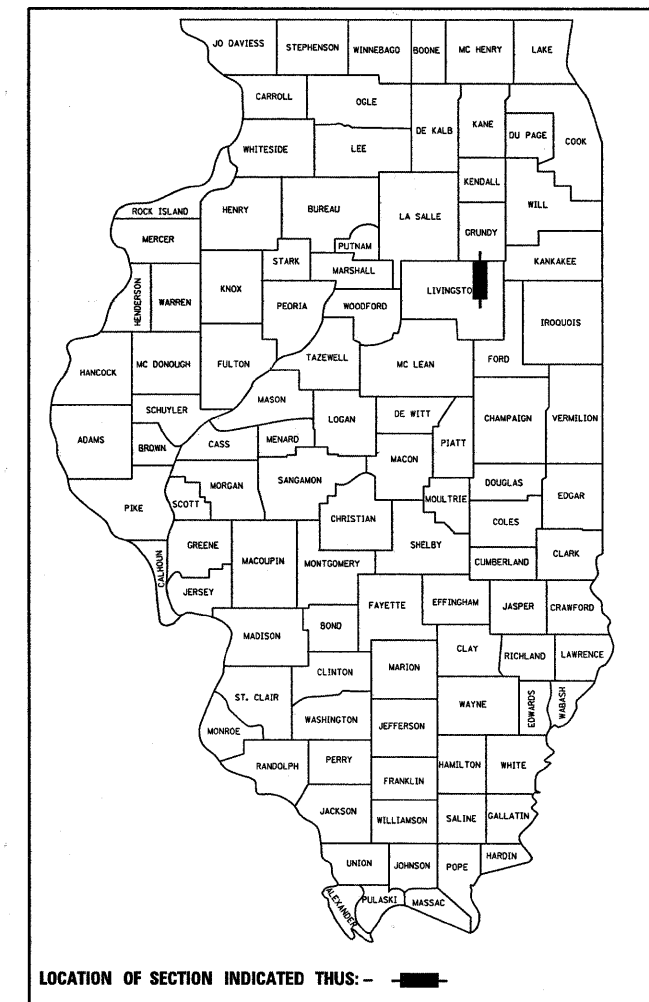 JO DAVIESS STEPHENSON WINNEBAGO BOONE MC HENRY LAKE
CARROLL OGLE DE KALB KANE DU PAGE COOK
WHITESIDE LEE KENDALL WILL
ROCK ISLAND HENRY BUREAU LA SALLE GRUNDY
MERCER PUTNAM KANKAKEE
HENDERSON WARREN KNOX STARK MARSHALL LIVINGSTO
PEORIA WOODFORD IROQUOIS
HANCOCK MC DONOUGH FULTON TAZEWELL MC LEAN FORD
MASON
SCHUYLER LOGAN DE WITT CHAMPAIGN VERMILION
ADAMS BROWN CASS MENARD MACON PIATT
PIKE SCOTT MORGAN SANGAMON MOULTRIE DOUGLAS EDGAR
CHRISTIAN COLES
CALHOUN GREENE MACOUPIN MONTGOMERY SHELBY CUMBERLAND CLARK
JERSEY FAYETTE EFFINGHAM JASPER CRAWFORD
MADISON BOND
CLINTON MARION CLAY RICHLAND LAWRENCE
ST. CLAIR WAYNE EDWARDS WABASH
MONROE WASHINGTON JEFFERSON
RANDOLPH PERRY HAMILTON WHITE
FRANKLIN
JACKSON WILLIAMSON SALINE GALLATIN
UNION JOHNSON POPE HARDIN
ALEXANDER PULASKI MASSAC
LOCATION OF SECTION INDICATED THUS: –